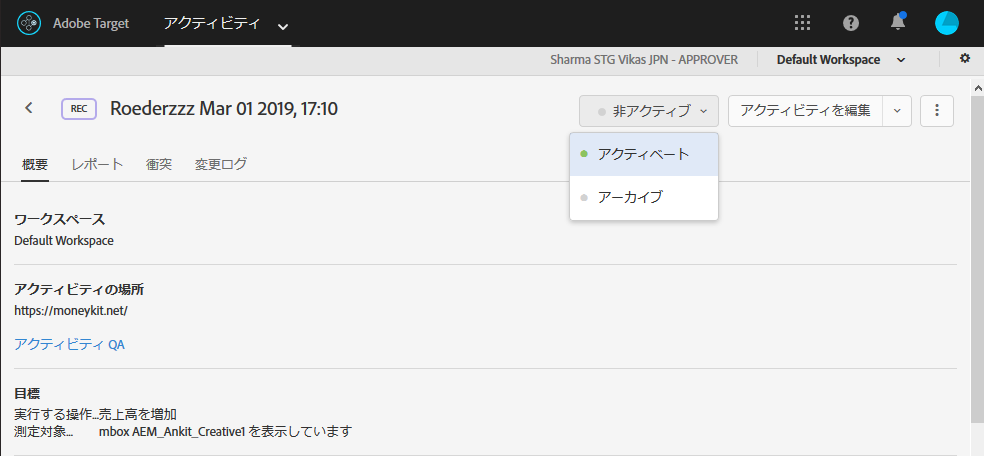 Adobe Target アクティビティ
Sharma STG Vikas JPN - APPROVER Default Workspace
REC Roederzzz Mar 01 2019, 17:10 非アクティブ アクティビティを編集
アクティベート
アーカイブ
概要 レポート 衝突 変更ログ
ワークスペース
Default Workspace
アクティビティの場所
https://moneykit.net/
アクティビティ QA
目標
実行する操作...売上高を増加
測定対象... mbox AEM_Ankit_Creative1 を表示しています